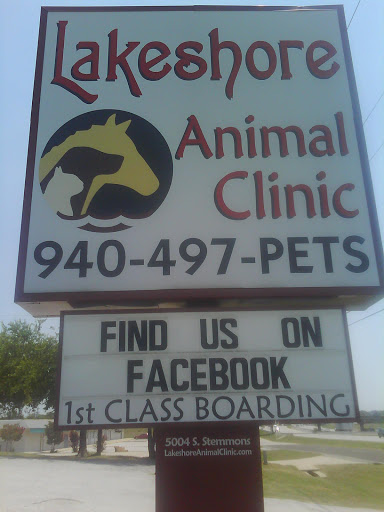 Lakeshore
Animal
Clinic
940-497-PETS
FIND US ON
FACEBOOK
1st CLASS BOARDING
5004 S. Stemmons
LakeshoreAnimalClinic.com